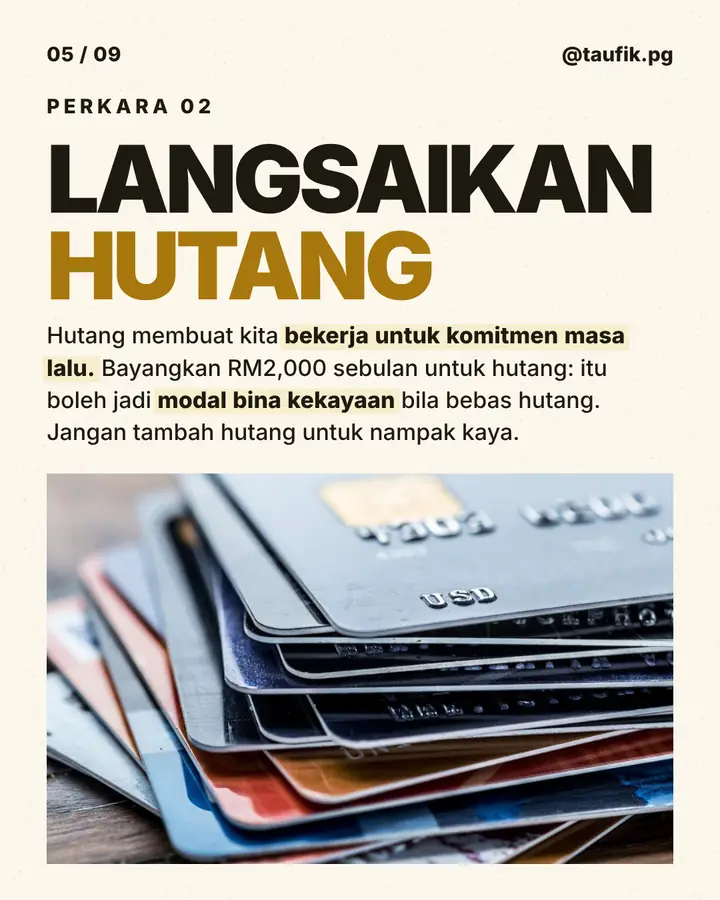 05 / 09
@taufik.pg
PERKARA 02
LANGSAIKAN
HUTANG
Hutang membuat kita bekerja untuk komitmen masa
lalu. Bayangkan RM2,000 sebulan untuk hutang: itu
boleh jadi modal bina kekayaan bila bebas hutang.
Jangan tambah hutang untuk nampak kaya.
USD